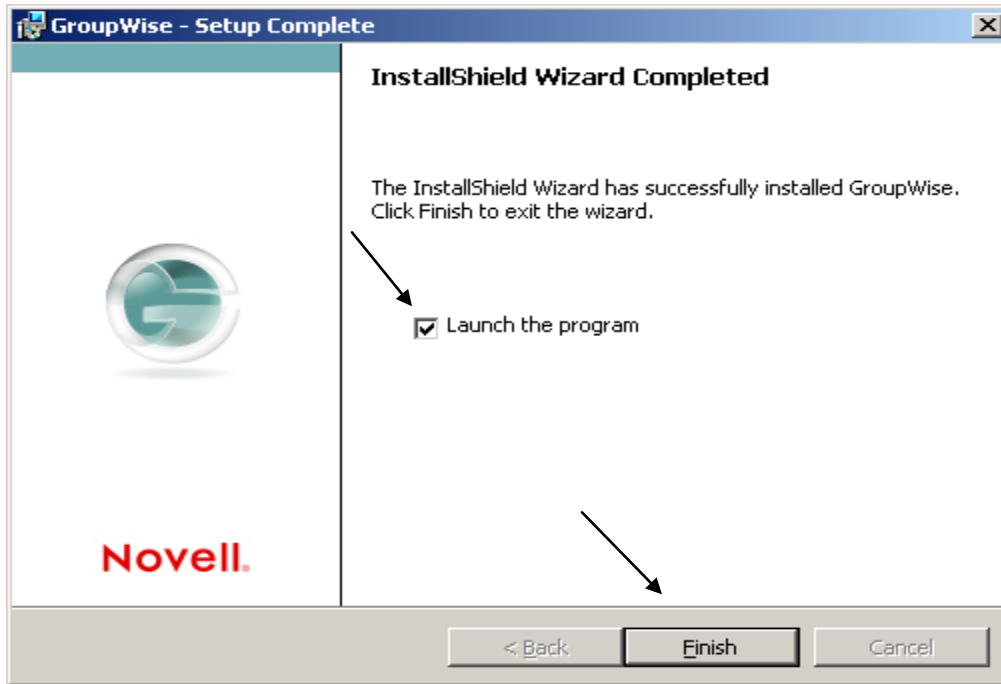 GroupWise - Setup Complete
InstallShield Wizard Completed
The InstallShield Wizard has successfully installed GroupWise.
Click Finish to exit the wizard.
Launch the program
Novell.
< Back
Finish
Cancel